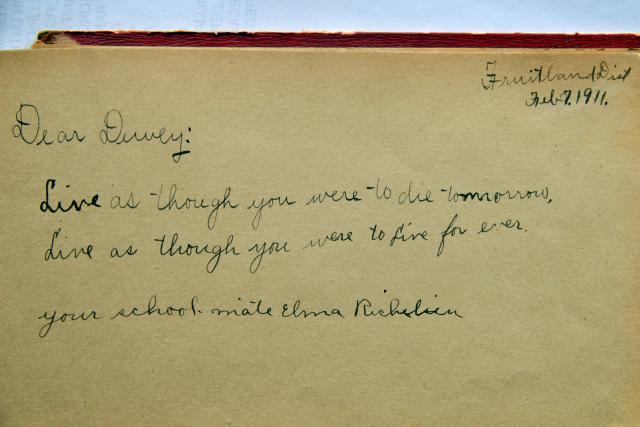 Fruitland Dist
Feb 7. 1911.
Dear Dewey:
Live as though you were to die tomorrow,
Live as though you were to live for ever.
your school-mate Elma Richelieu